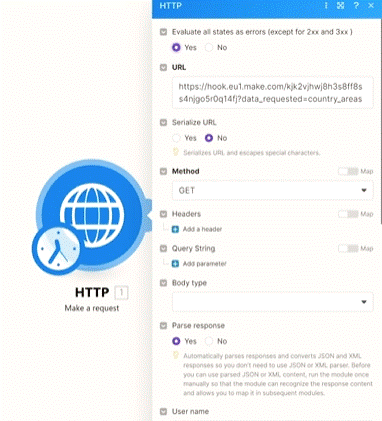 HTTP
Evaluate all states as errors (except for 2xx and 3xx )
Yes No
URL
https://hook.eu1.make.com/kjk2vjhwj8h3s8ff8s
s4njgo5r0q14fj?data_requested=country_areas
Serialize URL
Yes No
Serializes URL and escapes special characters.
Method Map
GET
Headers Map
Add a header
Query String Map
Add parameter
Body type
Parse response
Yes No
Automatically parses responses and converts JSON and XML
responses so you don't need to use JSON or XML parser. Before
you can use parsed JSON or XML content, run the module once
manually so that the module can recognize the response content
and allows you to map it in subsequent modules.
User name
HTTP 1
Make a request